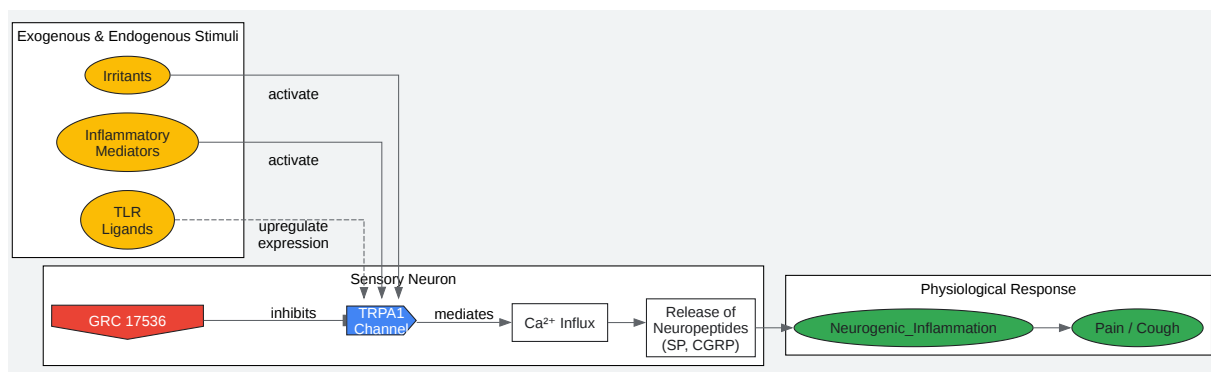 Exogenous & Endogenous Stimuli
Irritants
activate
Inflammatory
Mediators
activate
TLR
Ligands
upregulate
expression
Sensory Neuron
GRC 17536
inhibits
TRPA1
Channel
mediates
Ca²⁺ Influx
Release of
Neuropeptides
(SP, CGRP)
Physiological Response
Neurogenic_Inflammation
Pain / Cough